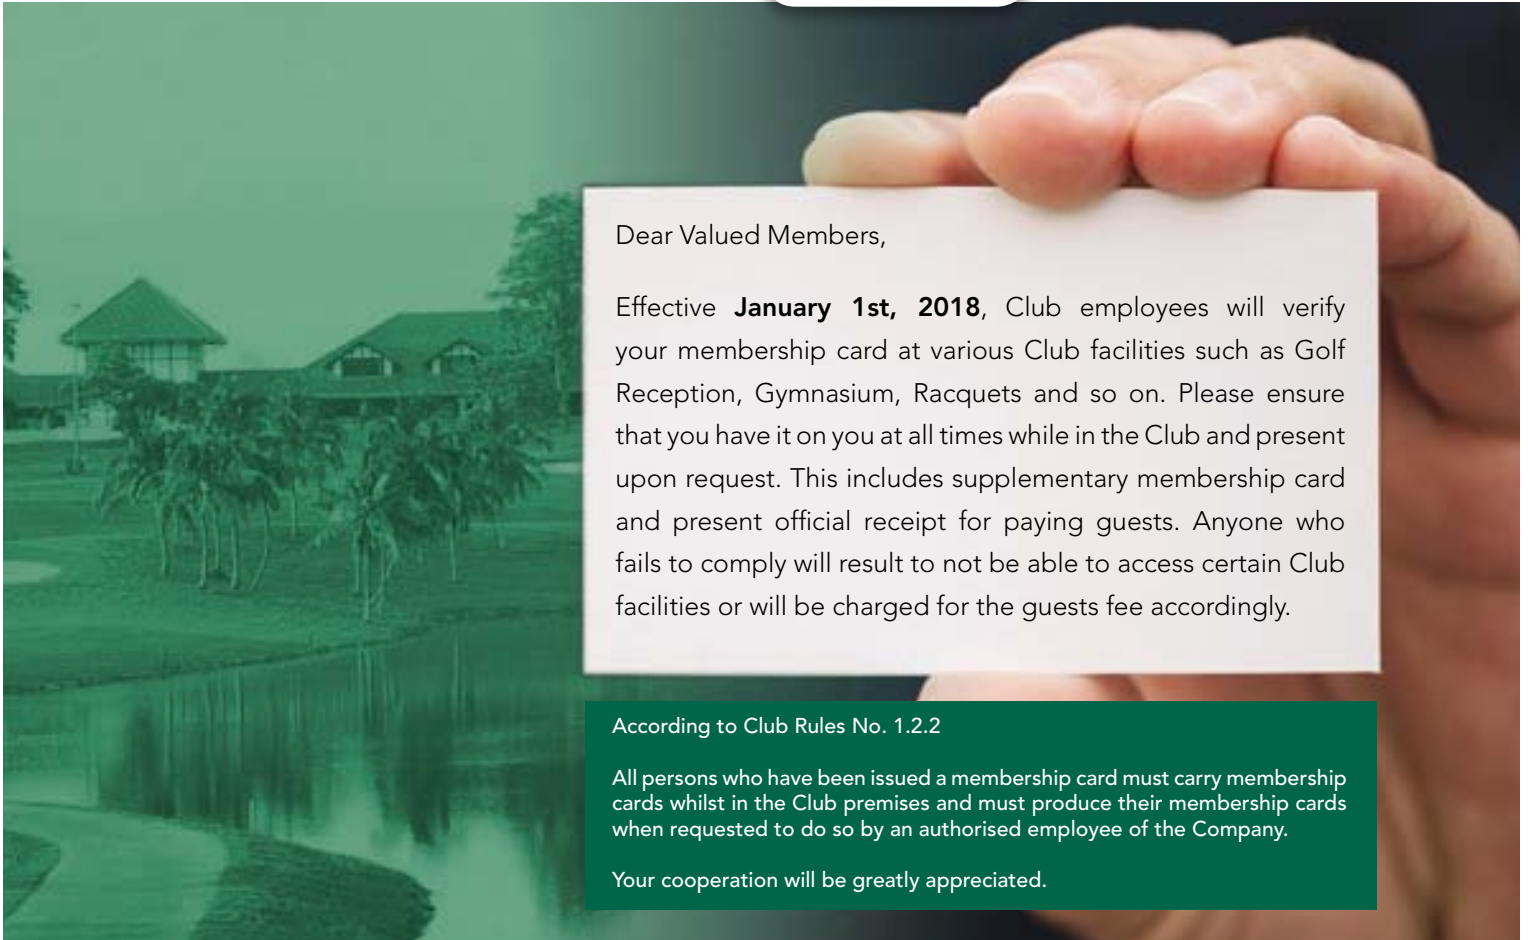 Dear Valued Members,
Effective January 1st, 2018, Club employees will verify
your membership card at various Club facilities such as Golf
Reception, Gymnasium, Racquets and so on. Please ensure
that you have it on you at all times while in the Club and present
upon request. This includes supplementary membership card
and present official receipt for paying guests. Anyone who
fails to comply will result to not be able to access certain Club
facilities or will be charged for the guests fee accordingly.
According to Club Rules No. 1.2.2
All persons who have been issued a membership card must carry membership
cards whilst in the Club premises and must produce their membership cards
when requested to do so by an authorised employee of the Company.
Your cooperation will be greatly appreciated.